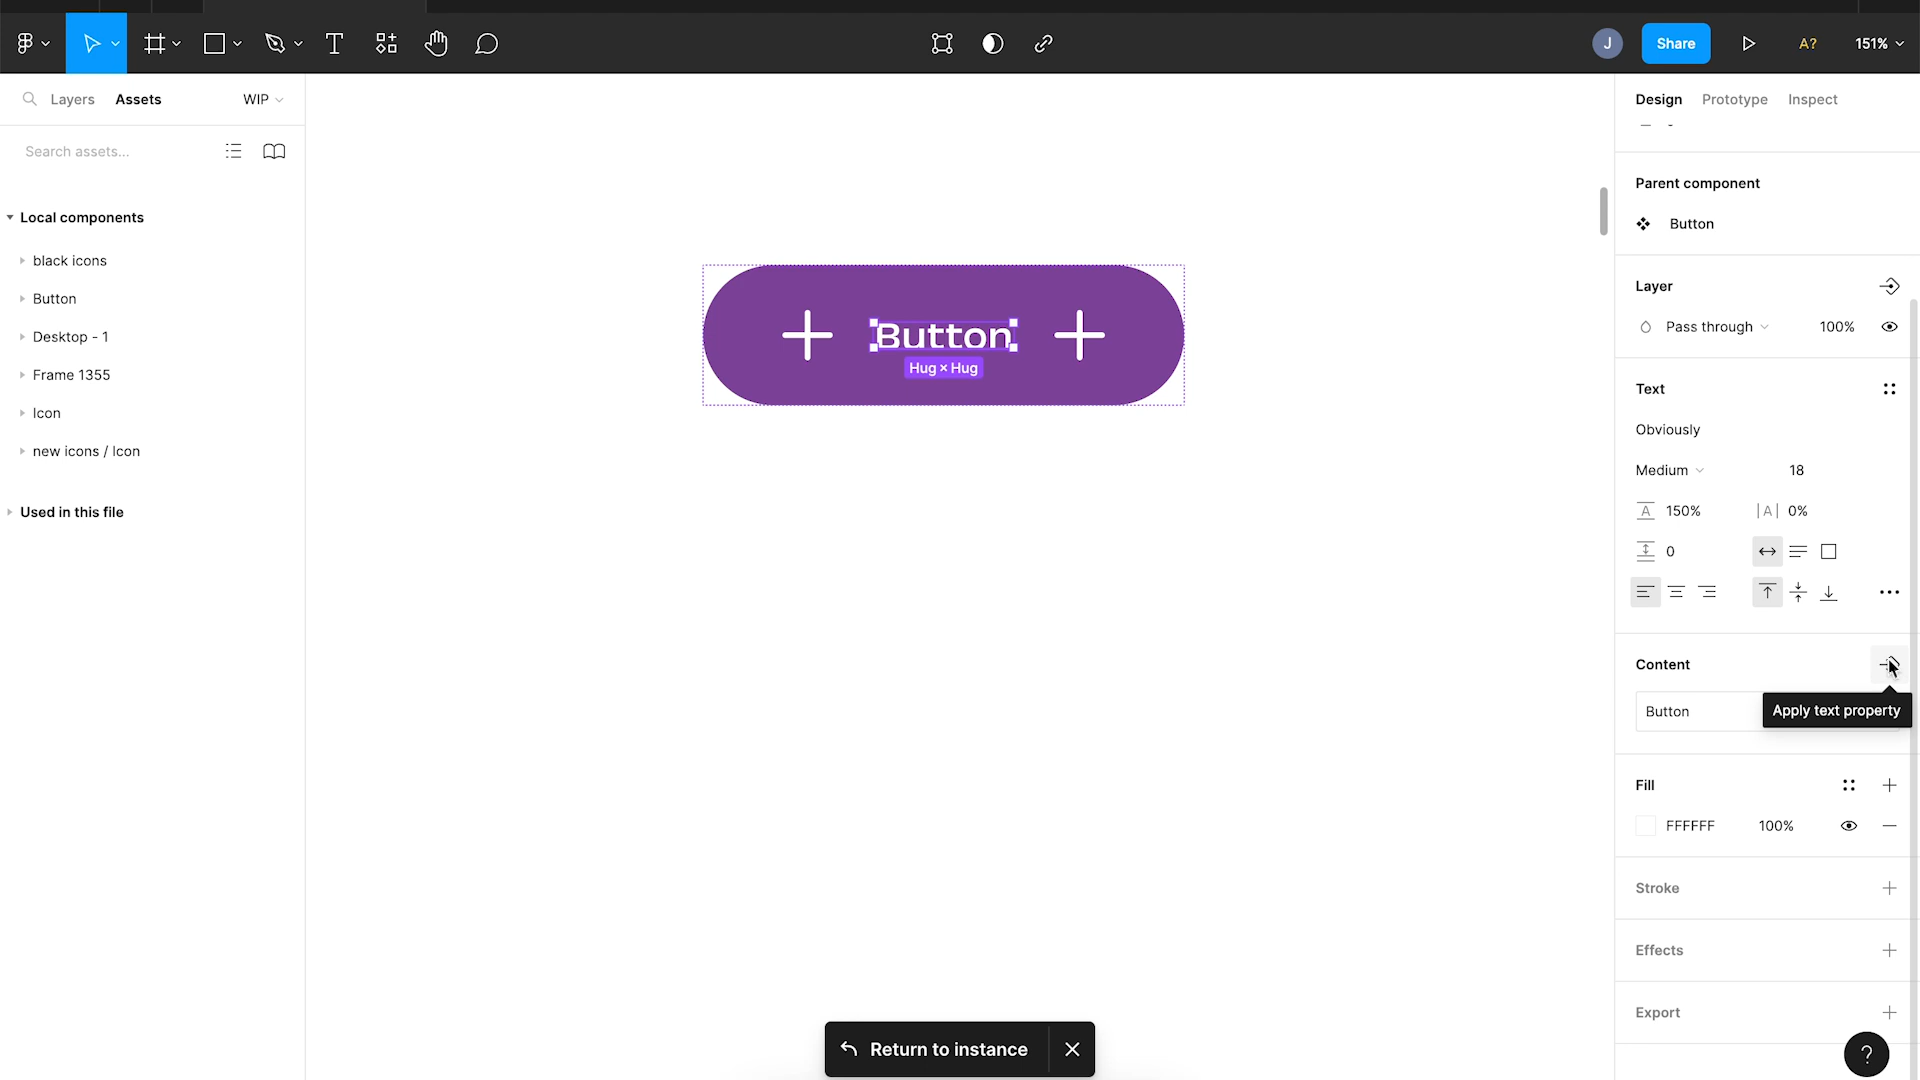 J
Share
A?
151%
Layers
Assets
WIP
Search assets...
Local components
black icons
Button
Desktop - 1
Frame 1355
Icon
new icons / Icon
Used in this file
Button
Hug × Hug
Return to instance
Design
Prototype
Inspect
Parent component
Button
Layer
Pass through
100%
Text
Obviously
Medium
18
A
150%
|A|
0%
0
Content
Button
Apply text property
Fill
FFFFFF
100%
Stroke
Effects
Export
?